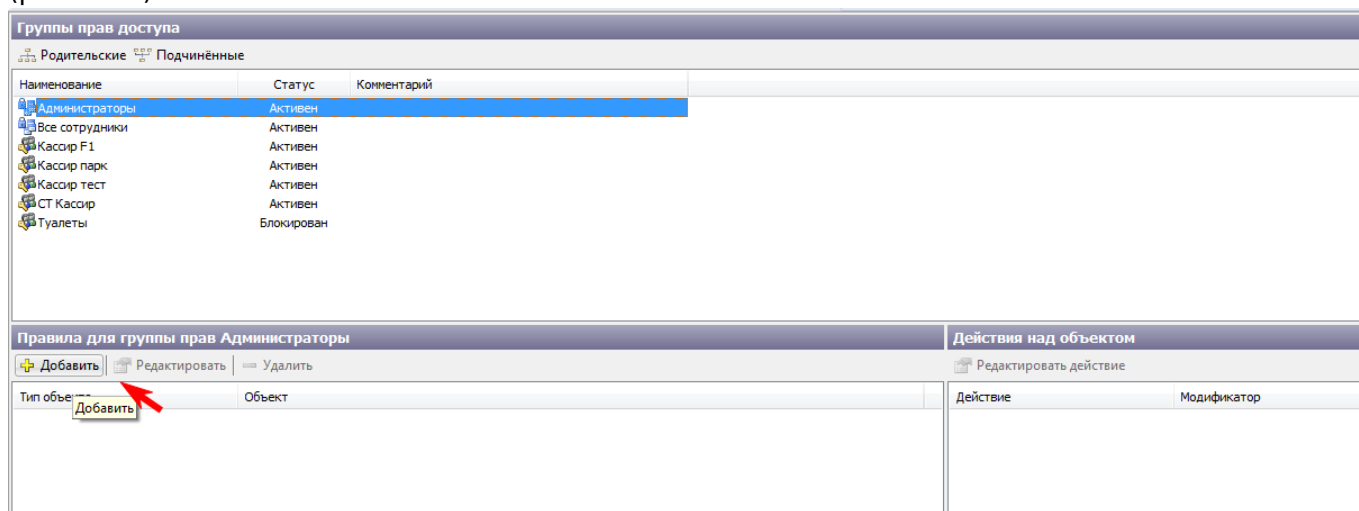 Группы прав доступа
Родительские Подчинённые
Наименование Статус Комментарий
Администраторы Активен
Все сотрудники Активен
Кассир F1 Активен
Кассир парк Активен
Кассир тест Активен
СТ Кассир Активен
Туалеты Блокирован
Правила для группы прав Администраторы Действия над объектом
Добавить Редактировать Удалить Редактировать действие
Тип Объект Действие Модификатор
Добавить